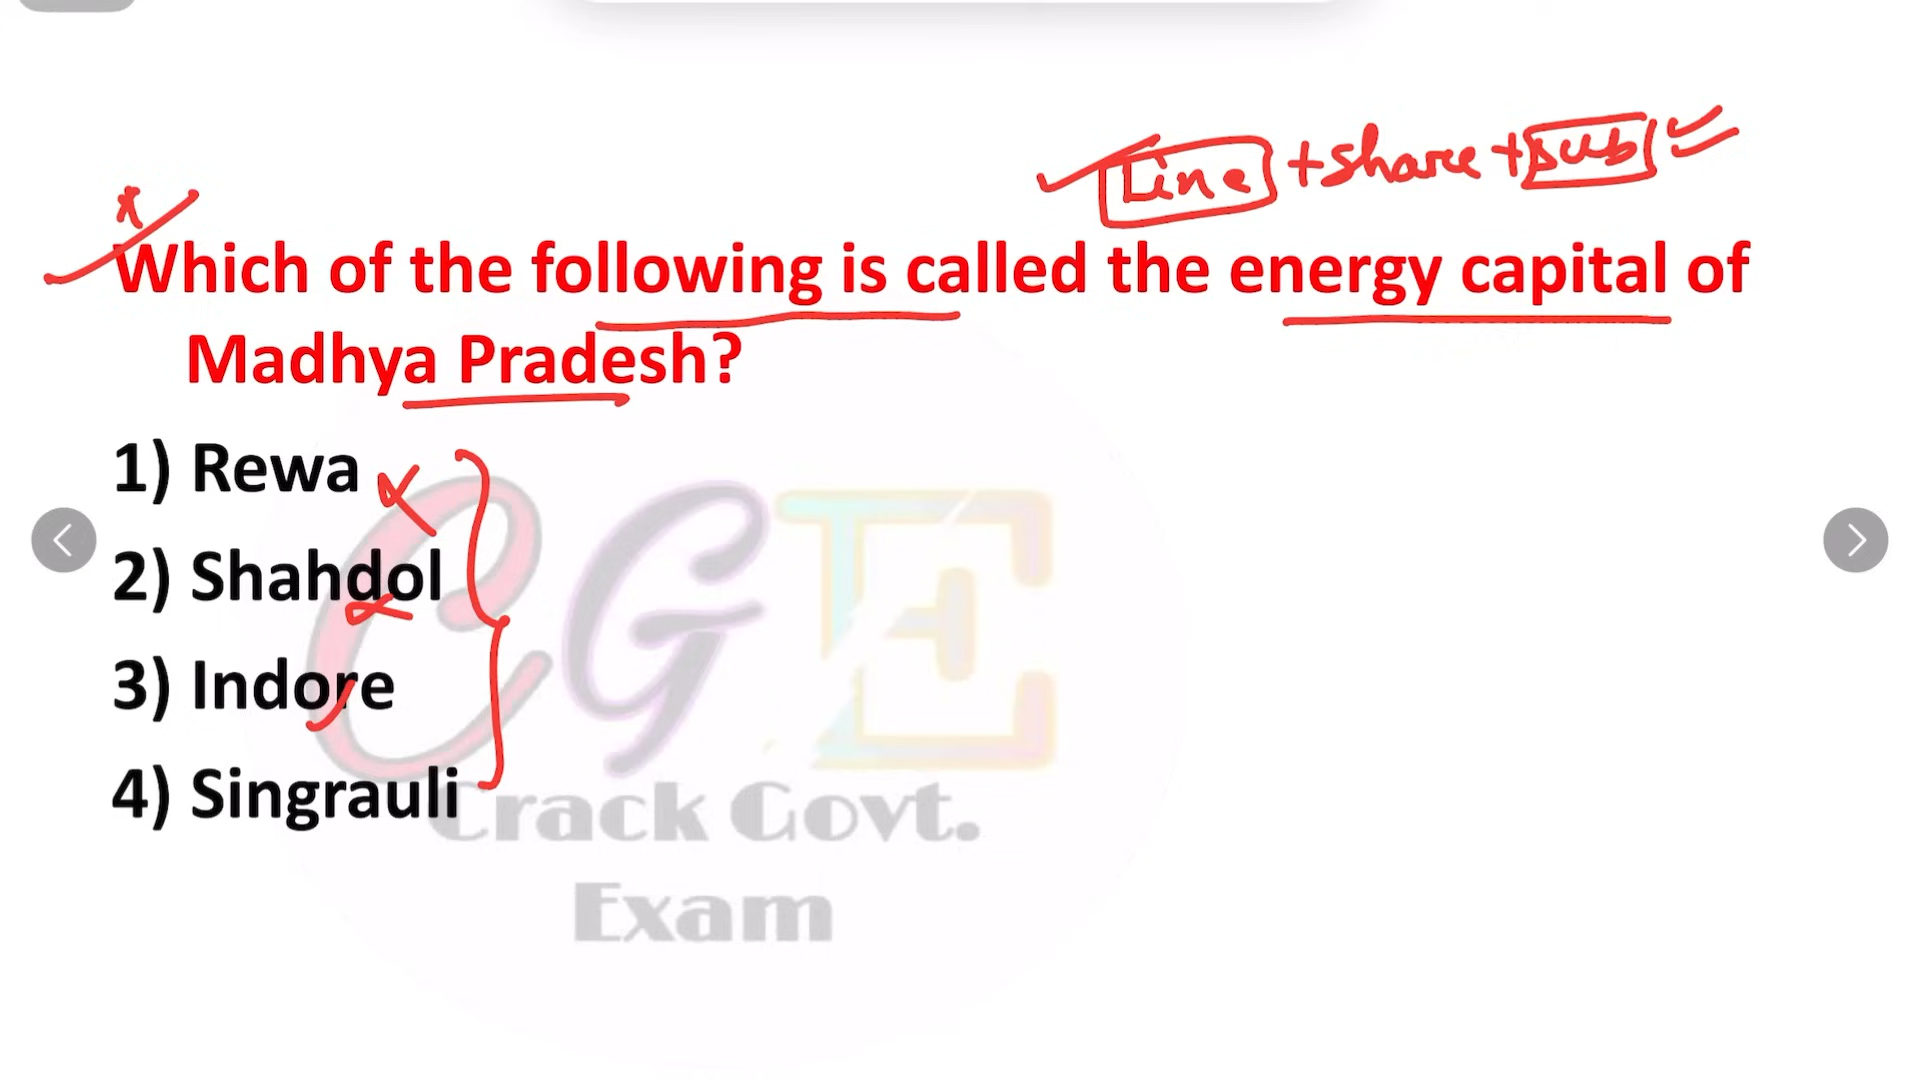 Line + share + sub
Which of the following is called the energy capital of
Madhya Pradesh?
1) Rewa
2) Shahdol
3) Indore
4) Singrauli
CGE
Crack Govt.
Exam